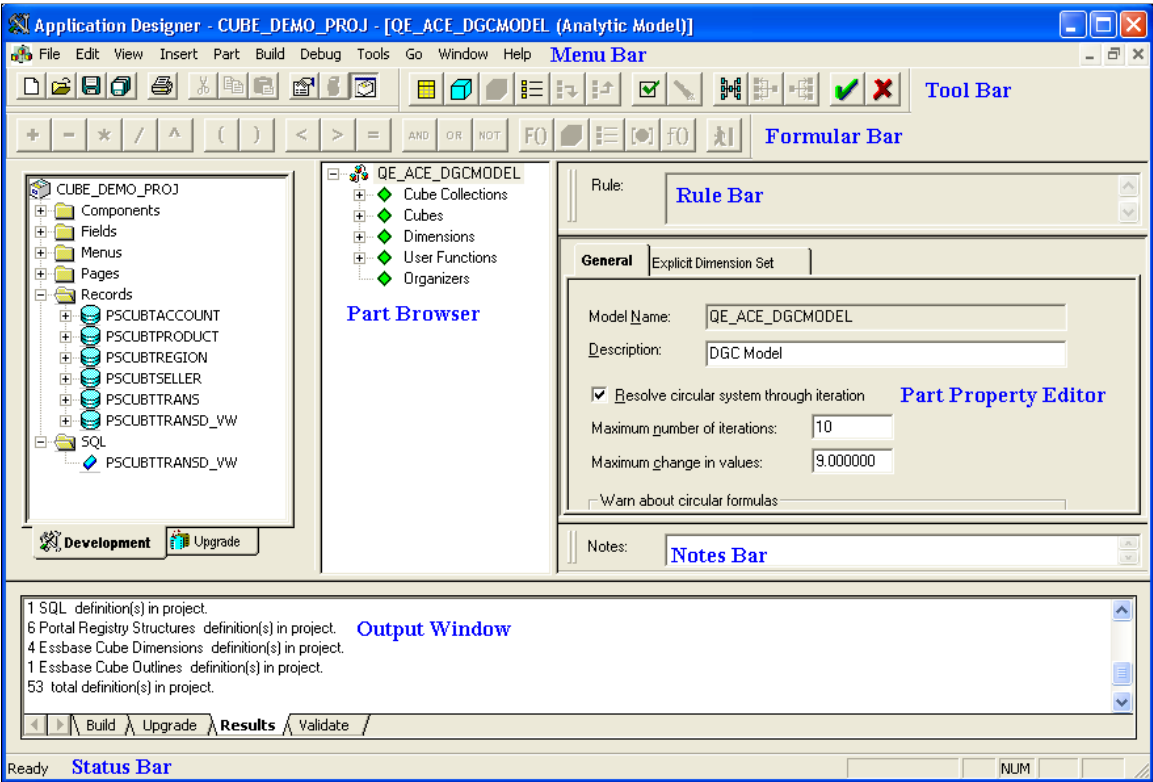 Application Designer - CUBE_DEMO_PROJ - [QE_ACE_DGCMODEL (Analytic Model)]
File Edit View Insert Part Build Debug Tools Go Window Help Menu Bar
Tool Bar
+ - * / ^ ( ) < > = AND OR NOT F() f() Formular Bar
CUBE_DEMO_PROJ
Components
Fields
Menus
Pages
Records
PSCUBTACCOUNT
PSCUBTPRODUCT
PSCUBTREGION
PSCUBTSELLER
PSCUBTTRANS
PSCUBTTRANSD_VW
SQL
PSCUBTTRANSD_VW
Development Upgrade
QE_ACE_DGCMODEL
Cube Collections
Cubes
Dimensions
User Functions
Organizers
Part Browser
Rule: Rule Bar
General Explicit Dimension Set
Model Name: QE_ACE_DGCMODEL
Description: DGC Model
Resolve circular system through iteration Part Property Editor
Maximum number of iterations: 10
Maximum change in values: 9.000000
Warn about circular formulas
Notes: Notes Bar
1 SQL definition(s) in project.
6 Portal Registry Structures definition(s) in project. Output Window
4 Essbase Cube Dimensions definition(s) in project.
1 Essbase Cube Outlines definition(s) in project.
53 total definition(s) in project.
Build Upgrade Results Validate
Ready Status Bar NUM